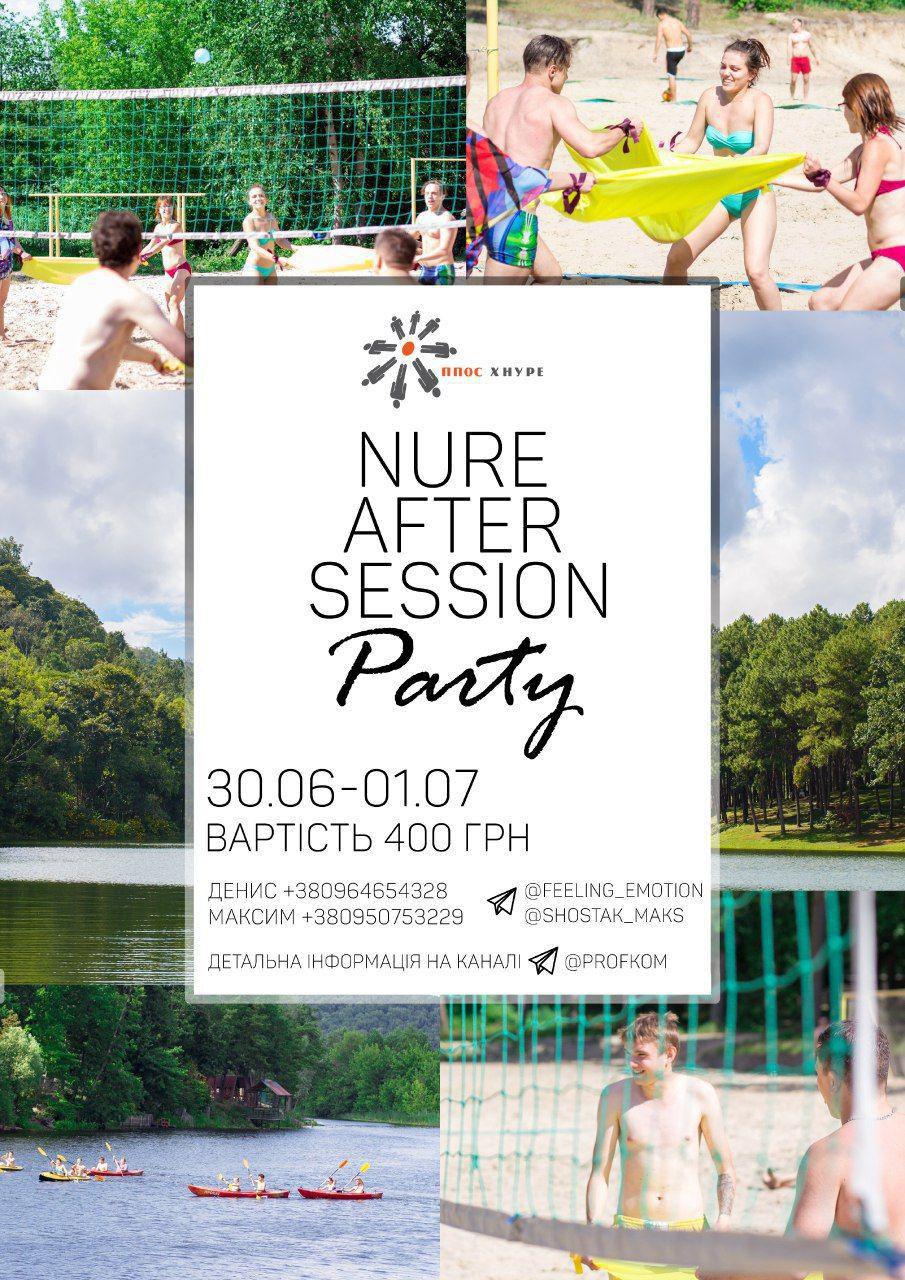 ППОС ХНУРЕ
NURE
AFTER
SESSION
Party
30.06-01.07
ВАРТІСТЬ 400 ГРН
ДЕНИС +380964654328
МАКСИМ +380950753229
@FEELING_EMOTION
@SHOSTAK_MAKS
ДЕТАЛЬНА ІНФОРМАЦІЯ НА КАНАЛІ @PROFKOM